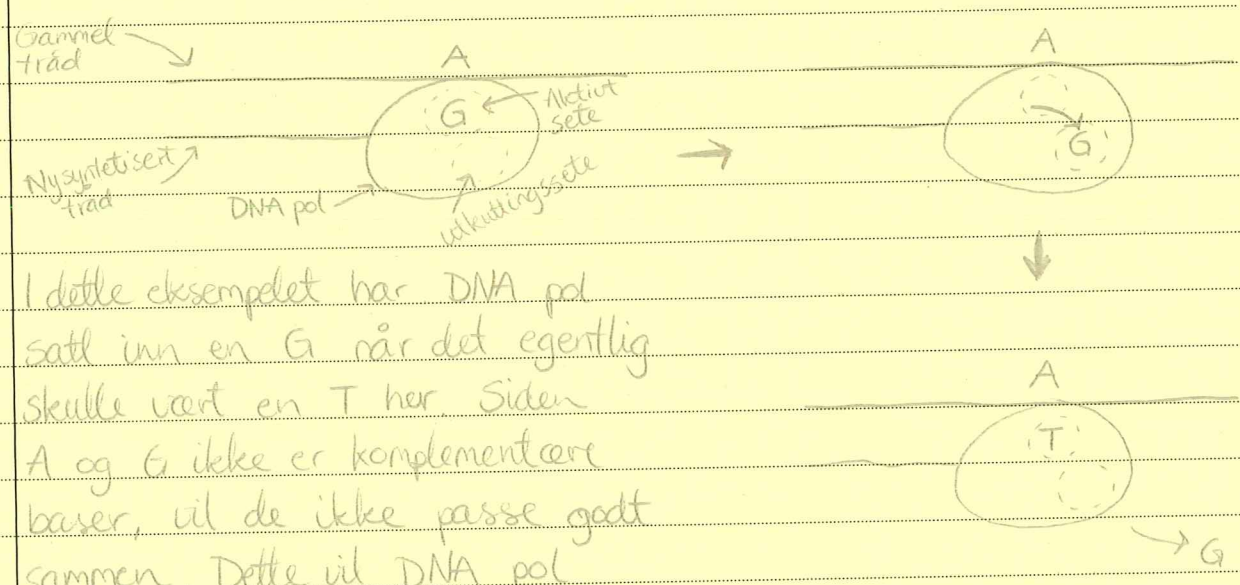 Gammel
tråd
A
G
Aktivt
sete
Nysyntetisert
tråd
DNA pol
utkuttingssete
A
G
A
T
G
I dette eksempelet har DNA pol
satt inn en G når det egentlig
skulle vært en T her. Siden
A og G ikke er komplementære
baser, vil de ikke passe godt
sammen. Dette vil DNA pol